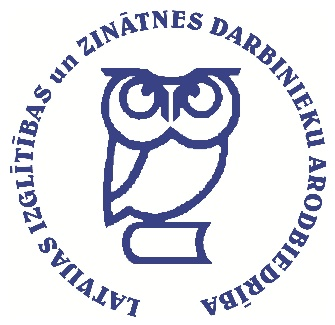 LATVIJAS IZGLĪTĪBAS un ZINĀTNES DARBINIEKU ARODBIEDRĪBA